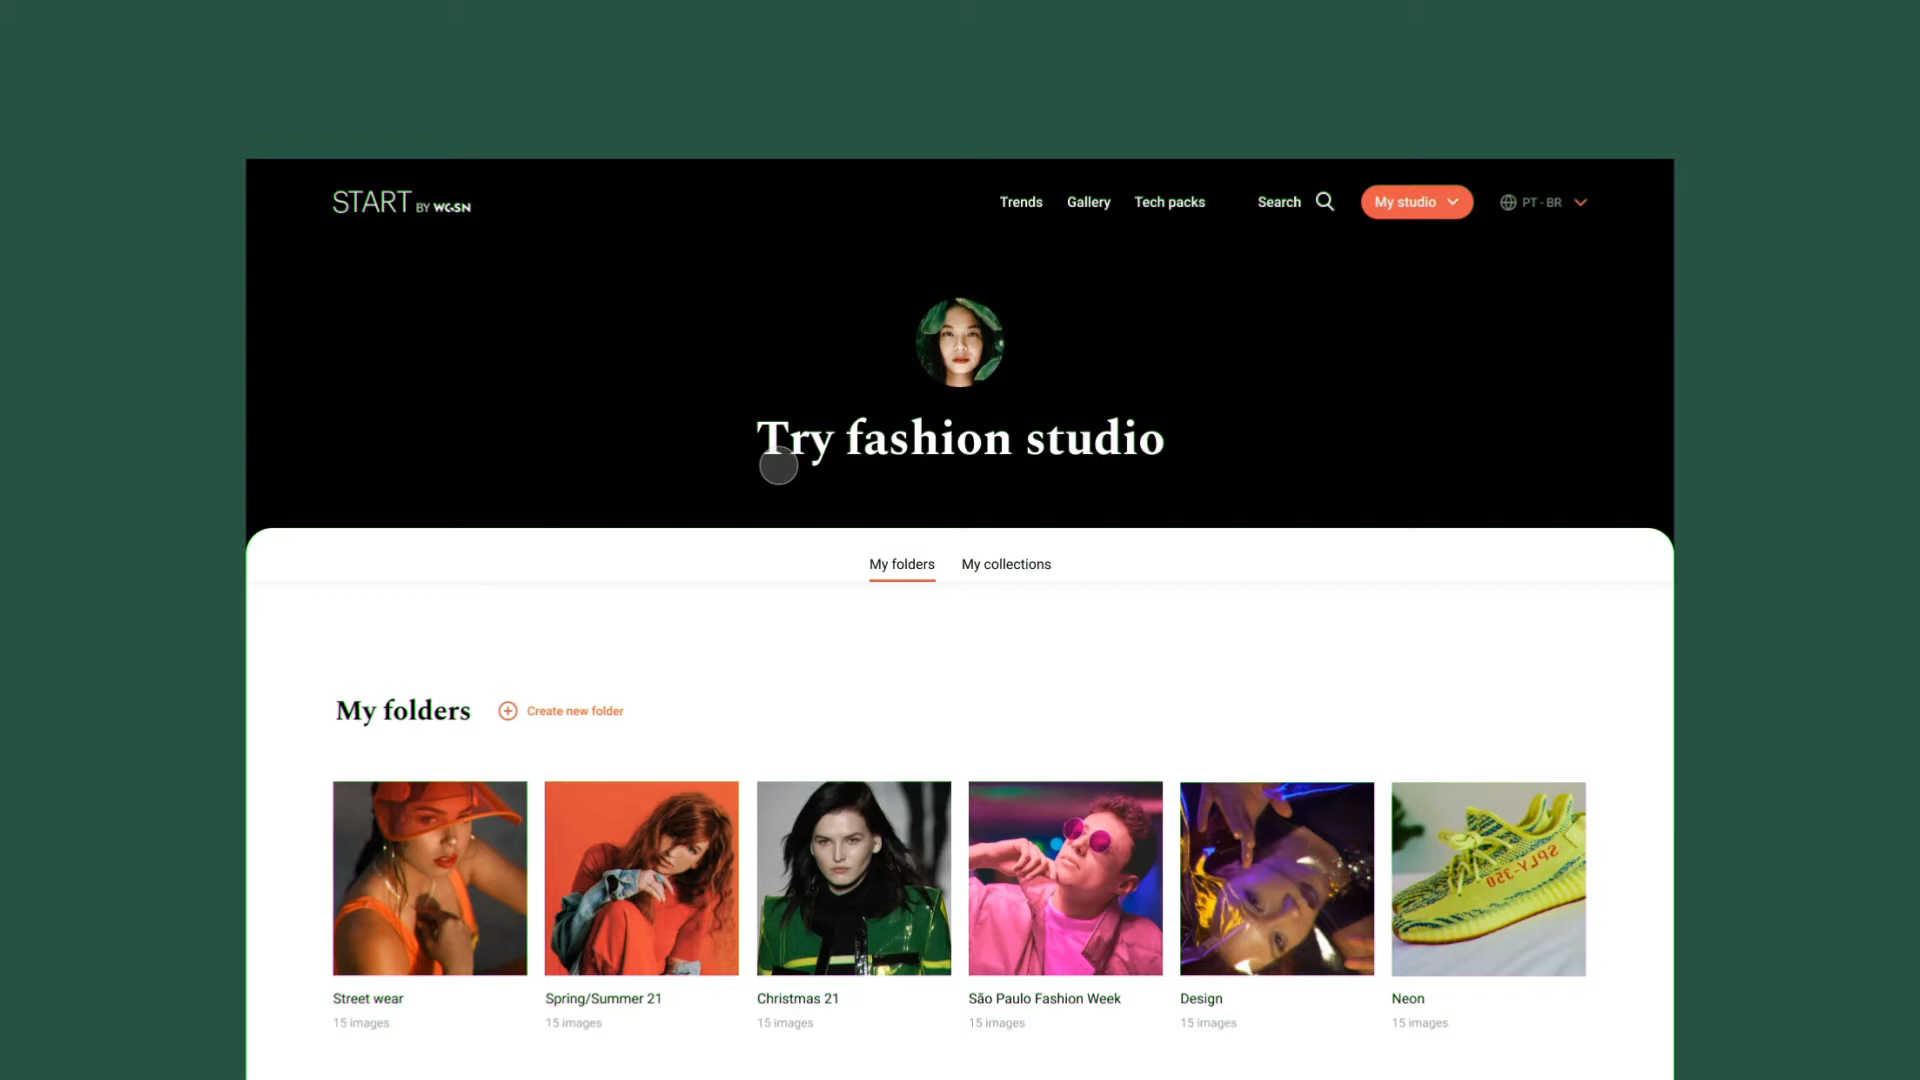 START BY WGSN
Trends Gallery Tech packs Search My studio PT - BR
Try fashion studio
My folders My collections
My folders Create new folder
SPLY-350
Street wear Spring/Summer 21 Christmas 21 São Paulo Fashion Week Design Neon
15 images 15 images 15 images 15 images 15 images 15 images